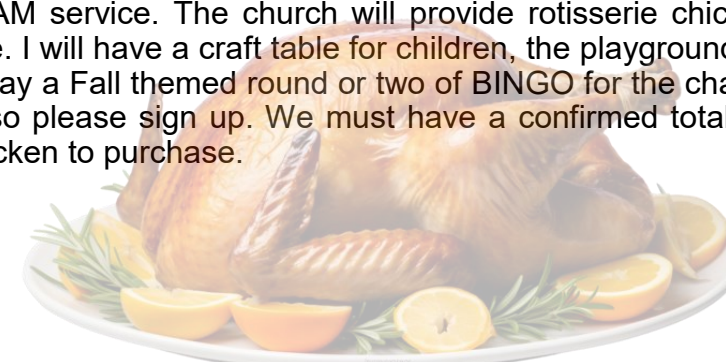 AM service. The church will provide rotisserie chic
e. I will have a craft table for children, the playground
ay a Fall themed round or two of BINGO for the cha
so please sign up. We must have a confirmed total
cken to purchase.